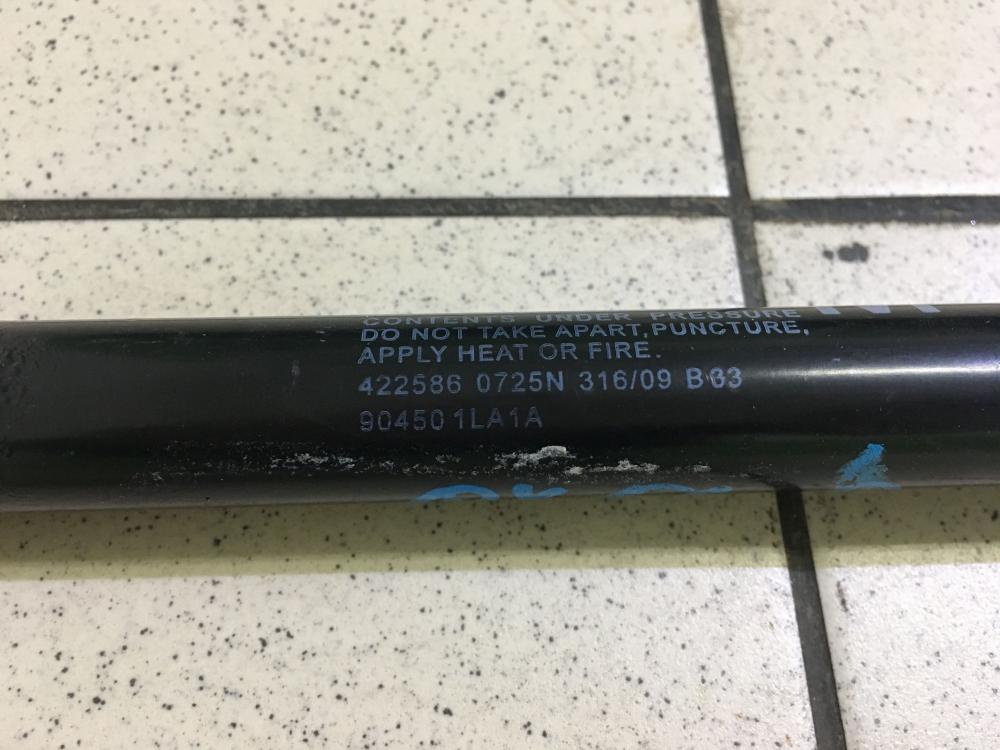 CONTENTS UNDER PRESSURE
DO NOT TAKE APART, PUNCTURE,
APPLY HEAT OR FIRE.
422586 0725N 316/09 B63
904501LA1A